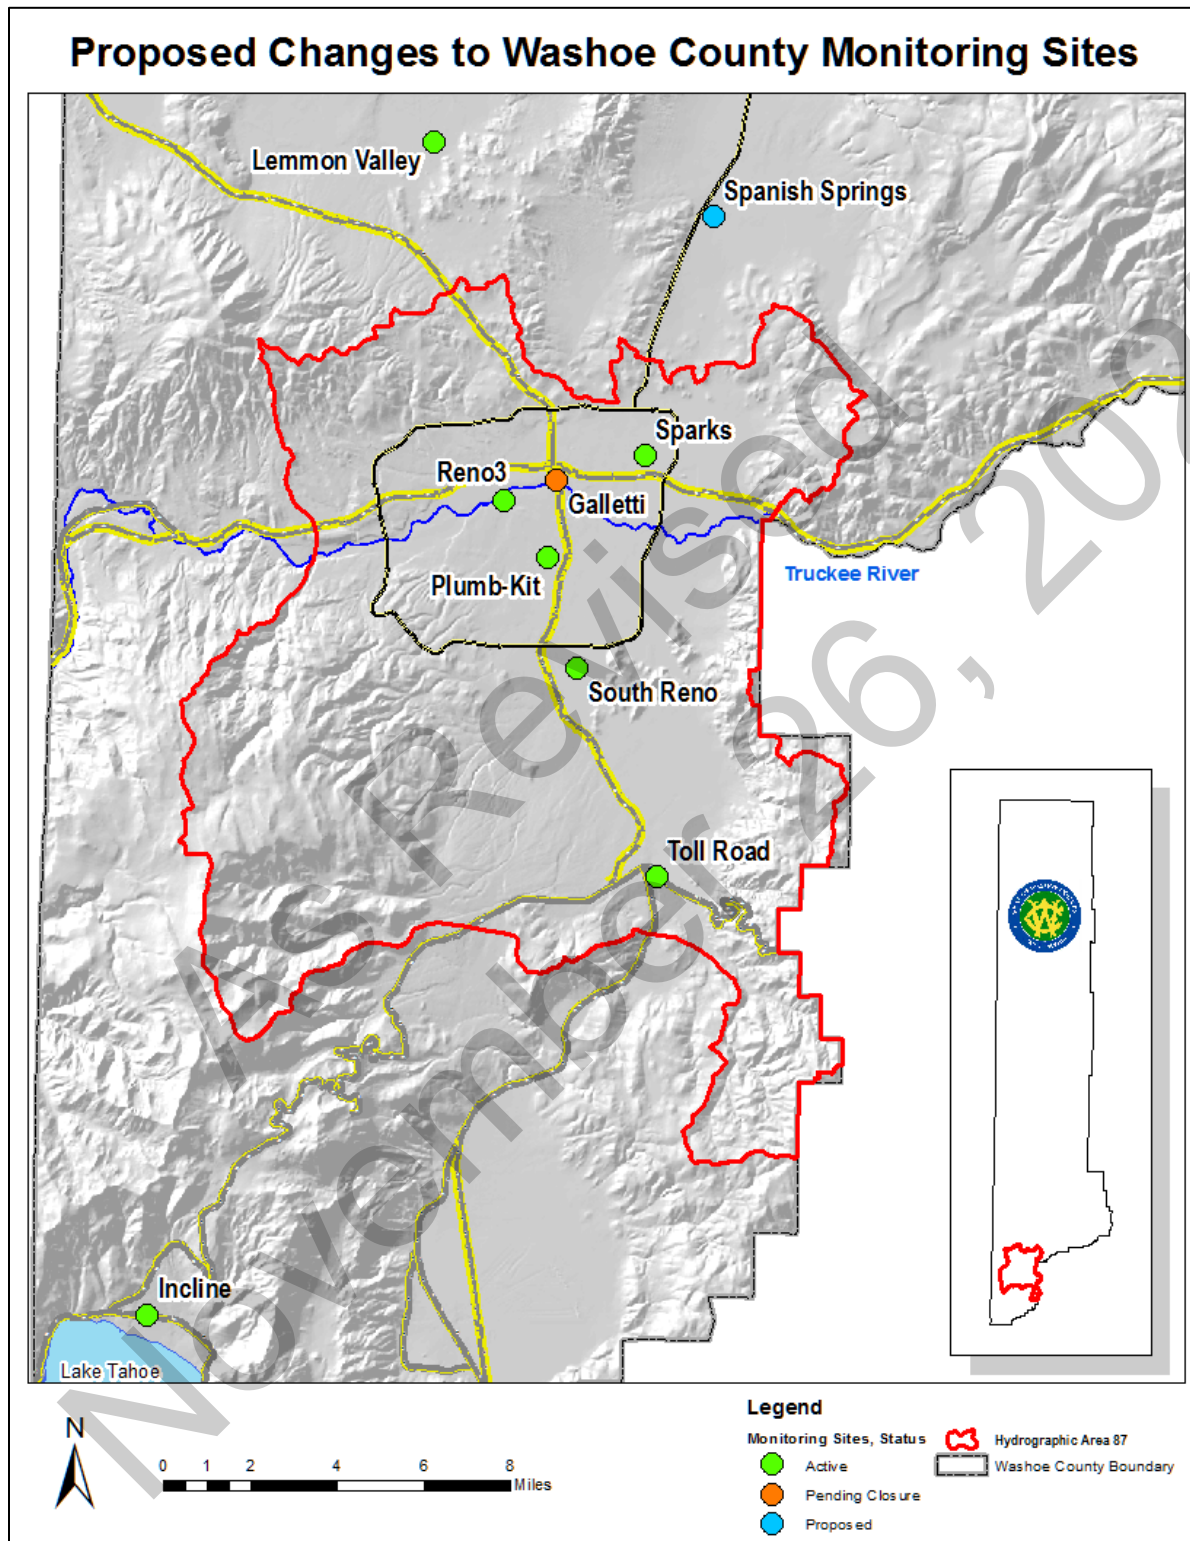 Proposed Changes to Washoe County Monitoring Sites
Lemmon Valley
Spanish Springs
Sparks
Reno3
Galletti
Truckee River
Plumb-Kit
South Reno
Toll Road
Incline
Lake Tahoe
As Revised
November 26, 20
N
0 1 2 4 6 8
Miles
Legend
Monitoring Sites, Status
Active
Pending Closure
Proposed
Hydrographic Area 87
Washoe County Boundary